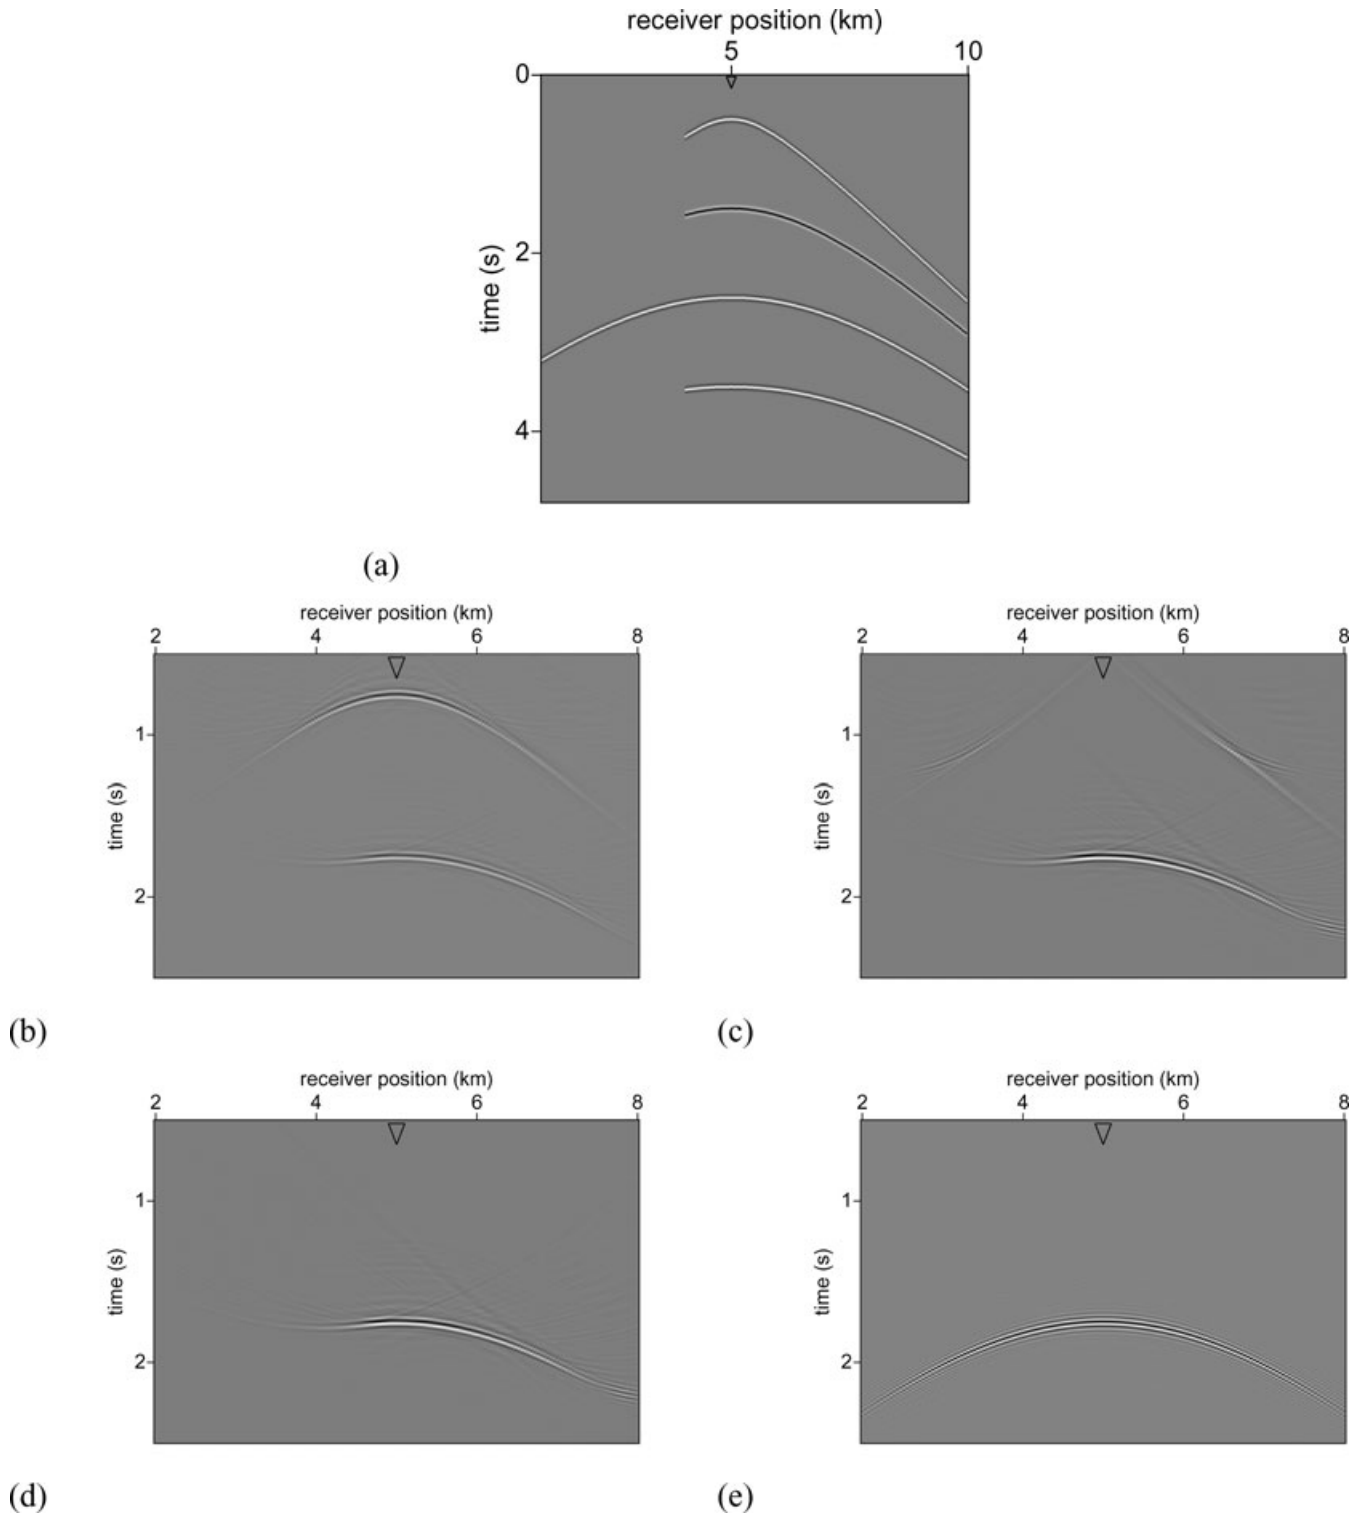 receiver position (km)
5 10
0
2
4
time (s)
(a)
receiver position (km)
2 4 6 8
1
2
time (s)
(b)
receiver position (km)
2 4 6 8
1
2
time (s)
(c)
receiver position (km)
2 4 6 8
1
2
time (s)
(d)
receiver position (km)
2 4 6 8
1
2
time (s)
(e)